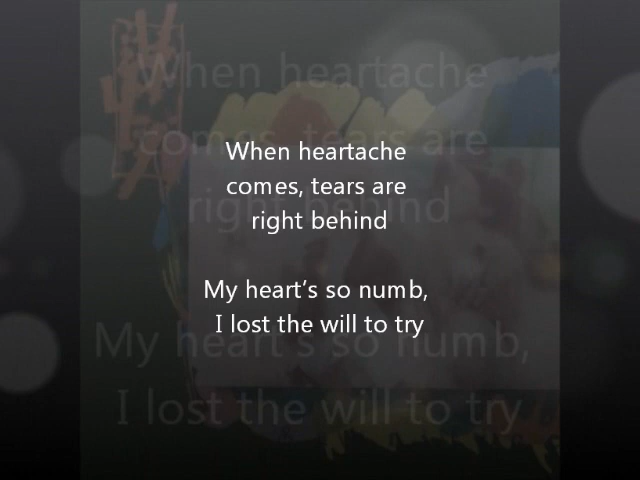 When heartache
comes, tears are
right behind
My heart's so numb,
I lost the will to try